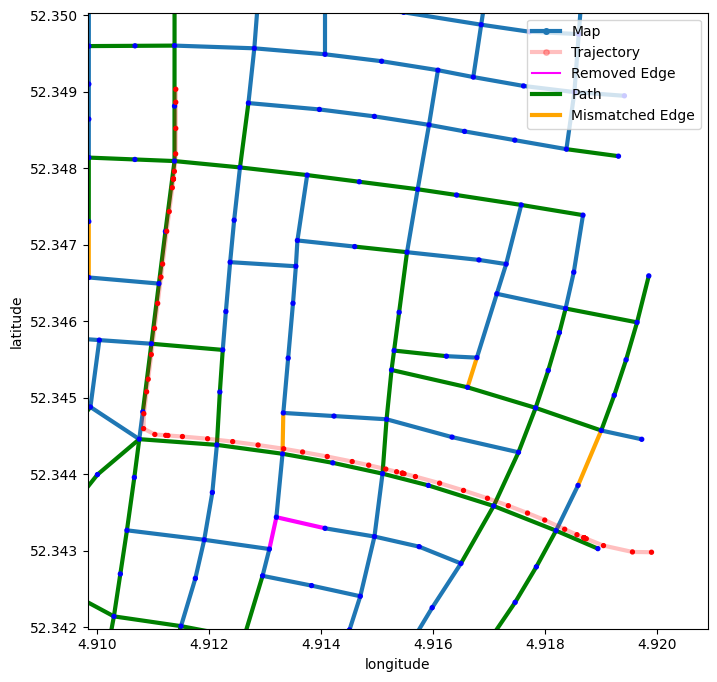 52.350
52.349
52.348
52.347
52.346
52.345
52.344
52.343
52.342
latitude
4.910
4.912
4.914
4.916
4.918
4.920
longitude
Map
Trajectory
Removed Edge
Path
Mismatched Edge